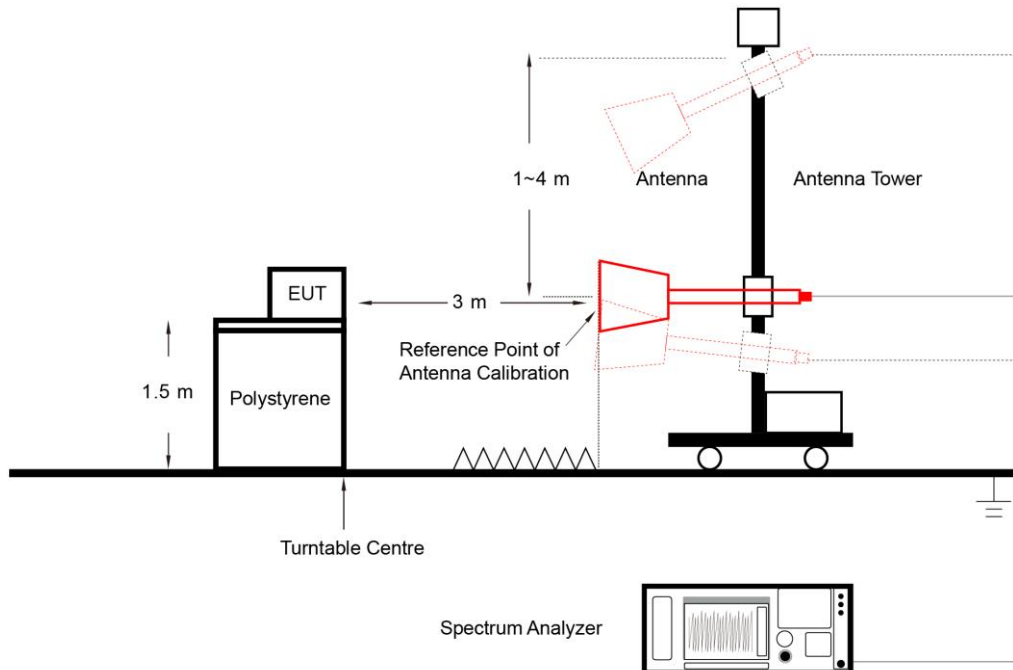 1~4 m
Antenna
Antenna Tower
EUT
3 m
Reference Point of
Antenna Calibration
1.5 m
Polystyrene
Turntable Centre
Spectrum Analyzer